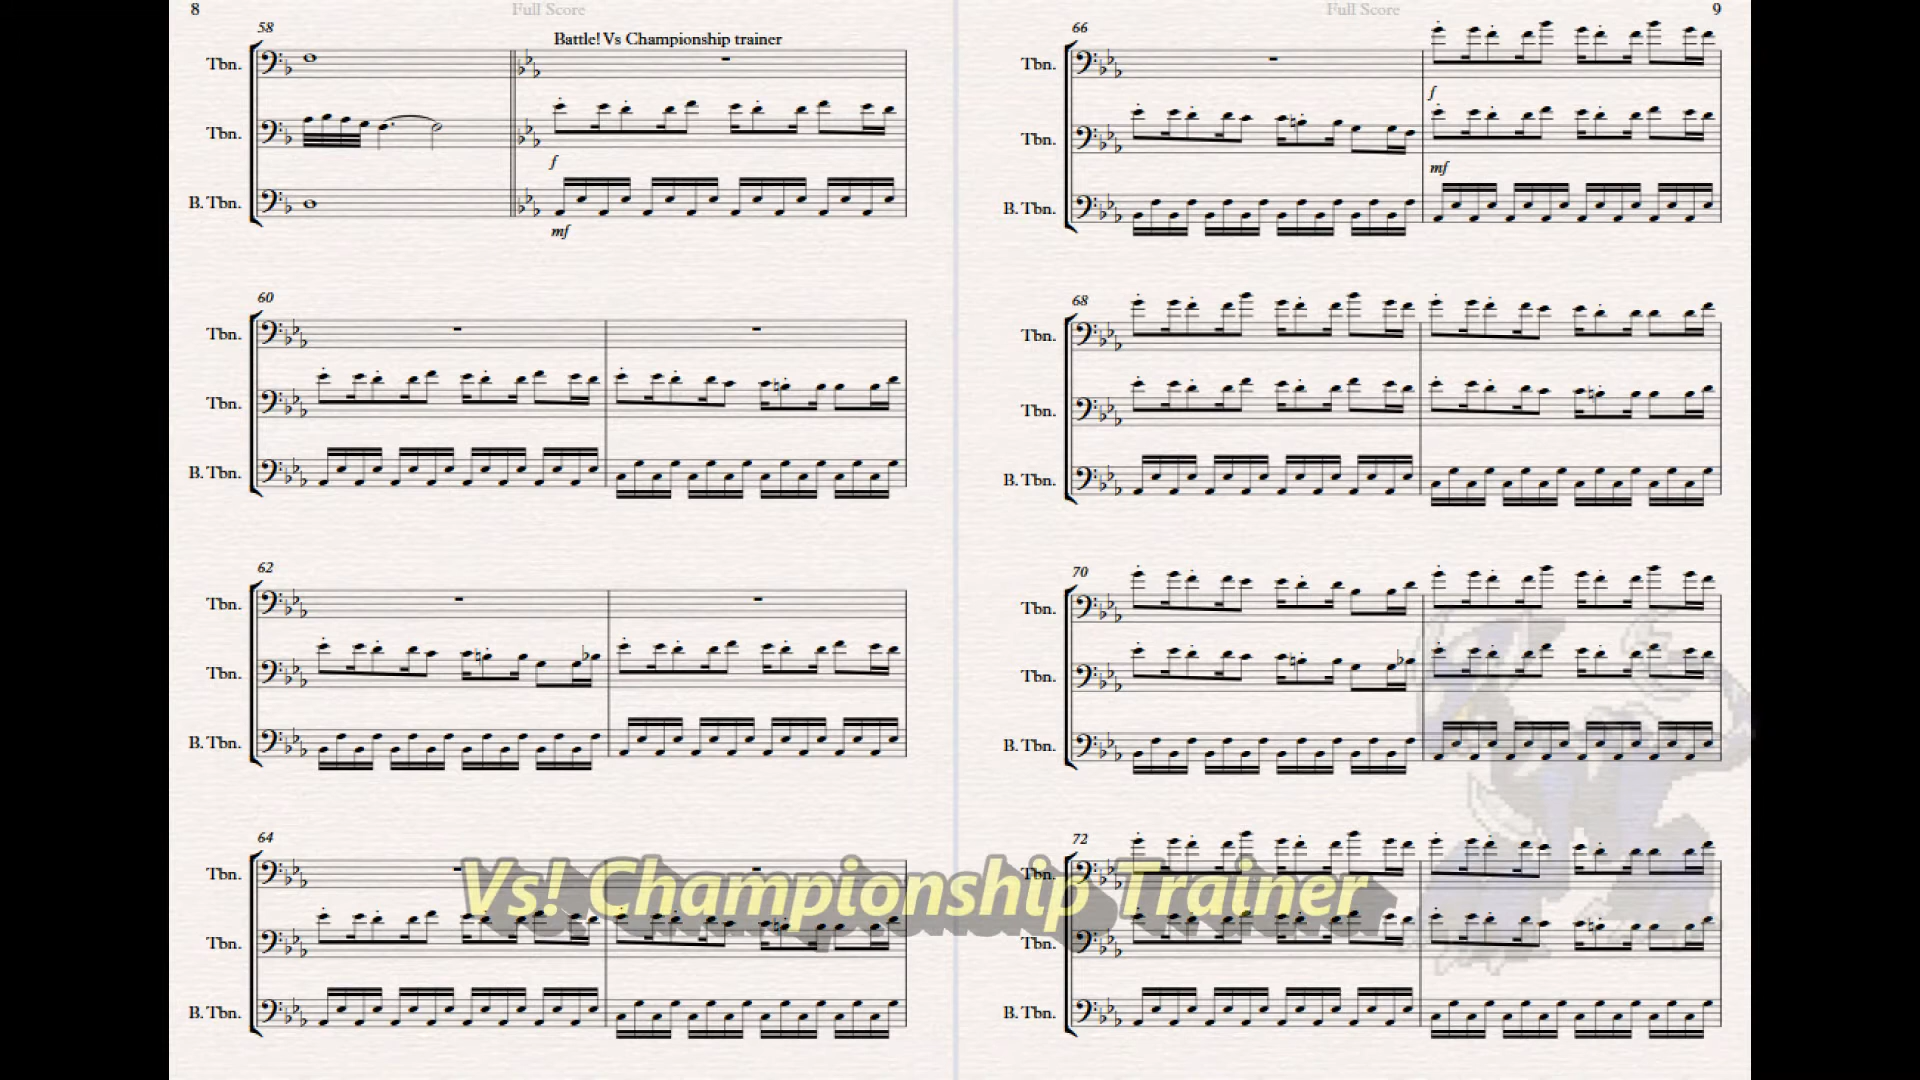 8
Full Score
58
Battle! Vs Championship trainer
Tbn.
Tbn.
f
B. Tbn.
mf
60
Tbn.
Tbn.
B. Tbn.
62
Tbn.
Tbn.
B. Tbn.
64
Tbn.
Tbn.
B. Tbn.
Full Score
9
66
Tbn.
f
Tbn.
mf
B. Tbn.
68
Tbn.
Tbn.
B. Tbn.
70
Tbn.
Tbn.
B. Tbn.
72
Tbn.
Tbn.
B. Tbn.
Vs! Championship Trainer